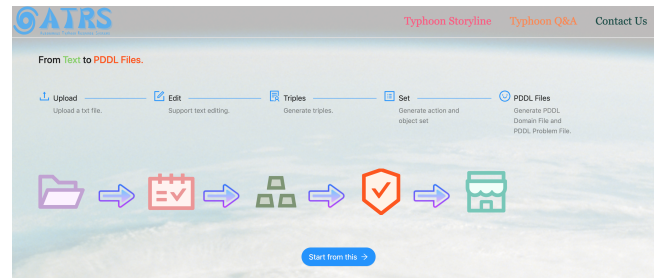 ATRS
Typhoon Storyline
Typhoon Q&A
Contact Us
From Text to PDDL Files.
Upload
Edit
Triples
Set
PDDL Files
Upload a txt file.
Support text editing.
Generate triples.
Generate action and
object set
Generate PDDL
Domain File and
PDDL Problem File.
Start from this →